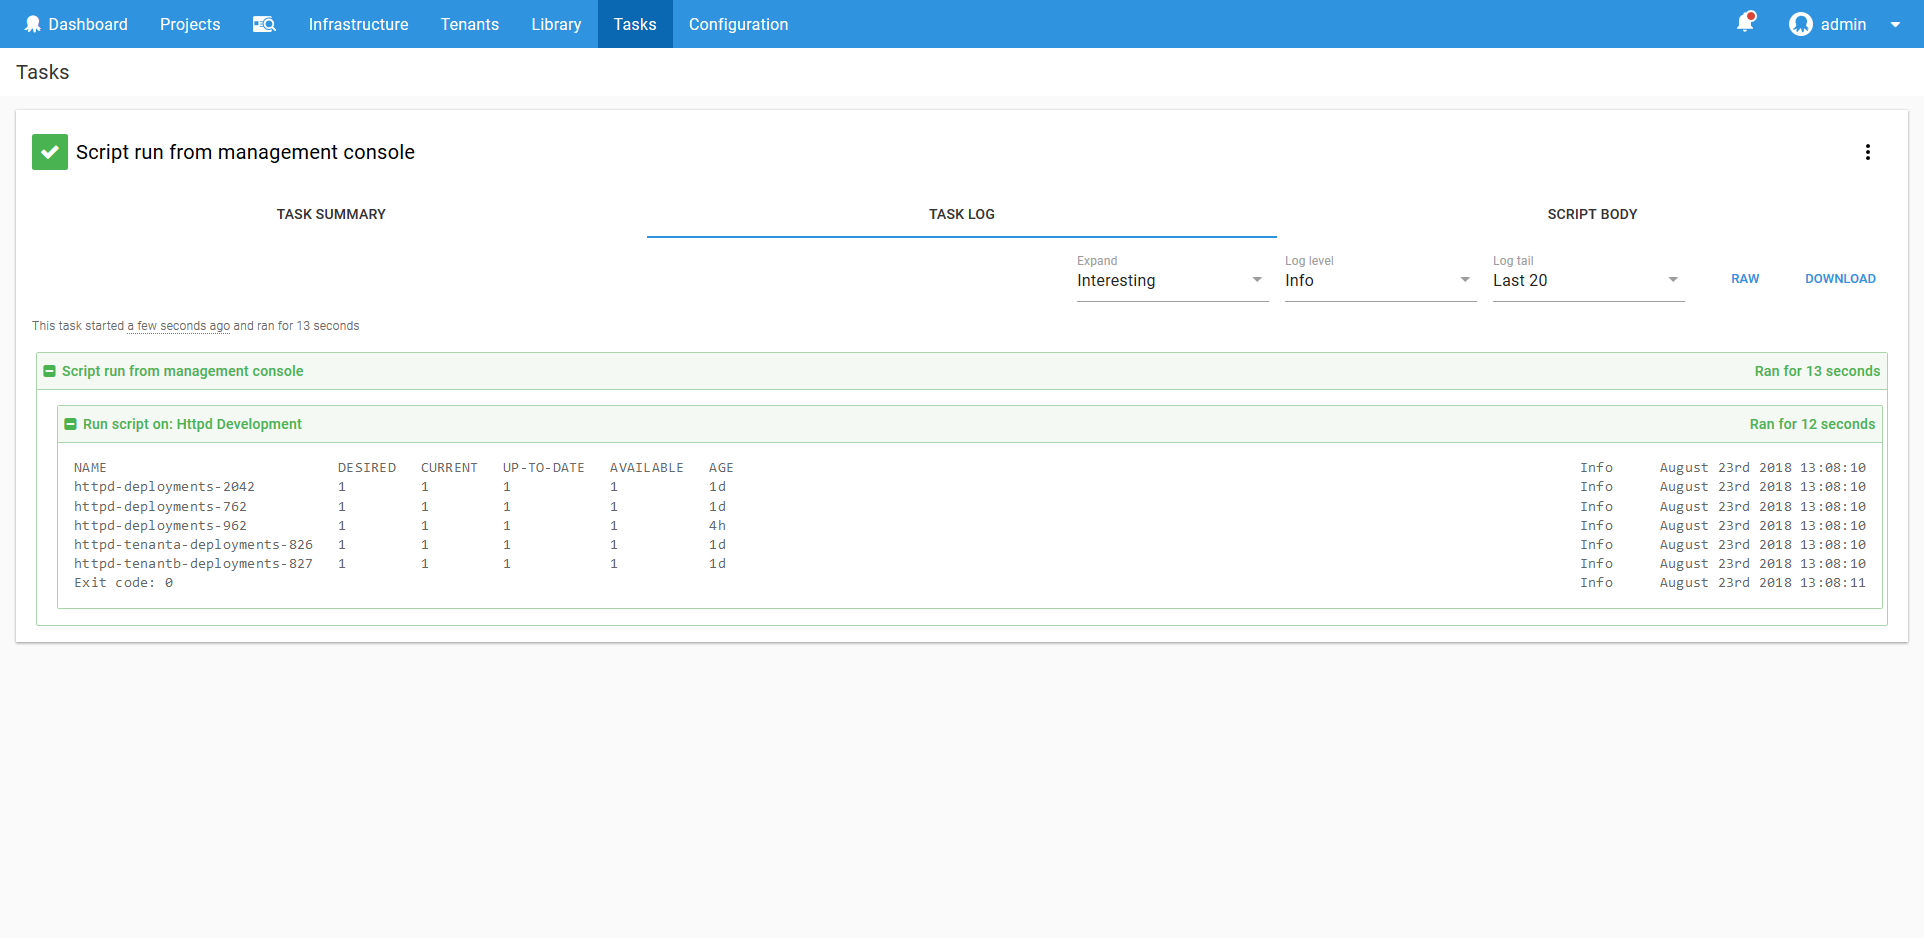 Dashboard Projects Infrastructure Tenants Library Tasks Configuration admin
Tasks
Script run from management console
TASK SUMMARY TASK LOG SCRIPT BODY
Expand Log level Log tail
Interesting Info Last 20 RAW DOWNLOAD
This task started a few seconds ago and ran for 13 seconds
Script run from management console Ran for 13 seconds
Run script on: Httpd Development Ran for 12 seconds
NAME DESIRED CURRENT UP-TO-DATE AVAILABLE AGE Info August 23rd 2018 13:08:10
httpd-deployments-2042 1 1 1 1 1d Info August 23rd 2018 13:08:10
httpd-deployments-762 1 1 1 1 1d Info August 23rd 2018 13:08:10
httpd-deployments-962 1 1 1 1 4h Info August 23rd 2018 13:08:10
httpd-tenanta-deployments-826 1 1 1 1 1d Info August 23rd 2018 13:08:10
httpd-tenantb-deployments-827 1 1 1 1 1d Info August 23rd 2018 13:08:10
Exit code: 0 Info August 23rd 2018 13:08:11